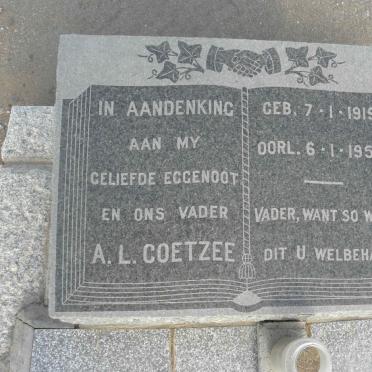 IN AANDENKING
AAN MY
GELIEFDE EGGENOOT
EN ONS VADER
A. L. COETZEE
GEB. 7 · 1 · 1919
OORL. 6 · 1 · 195
VADER, WANT SO W
DIT U WELBEHA